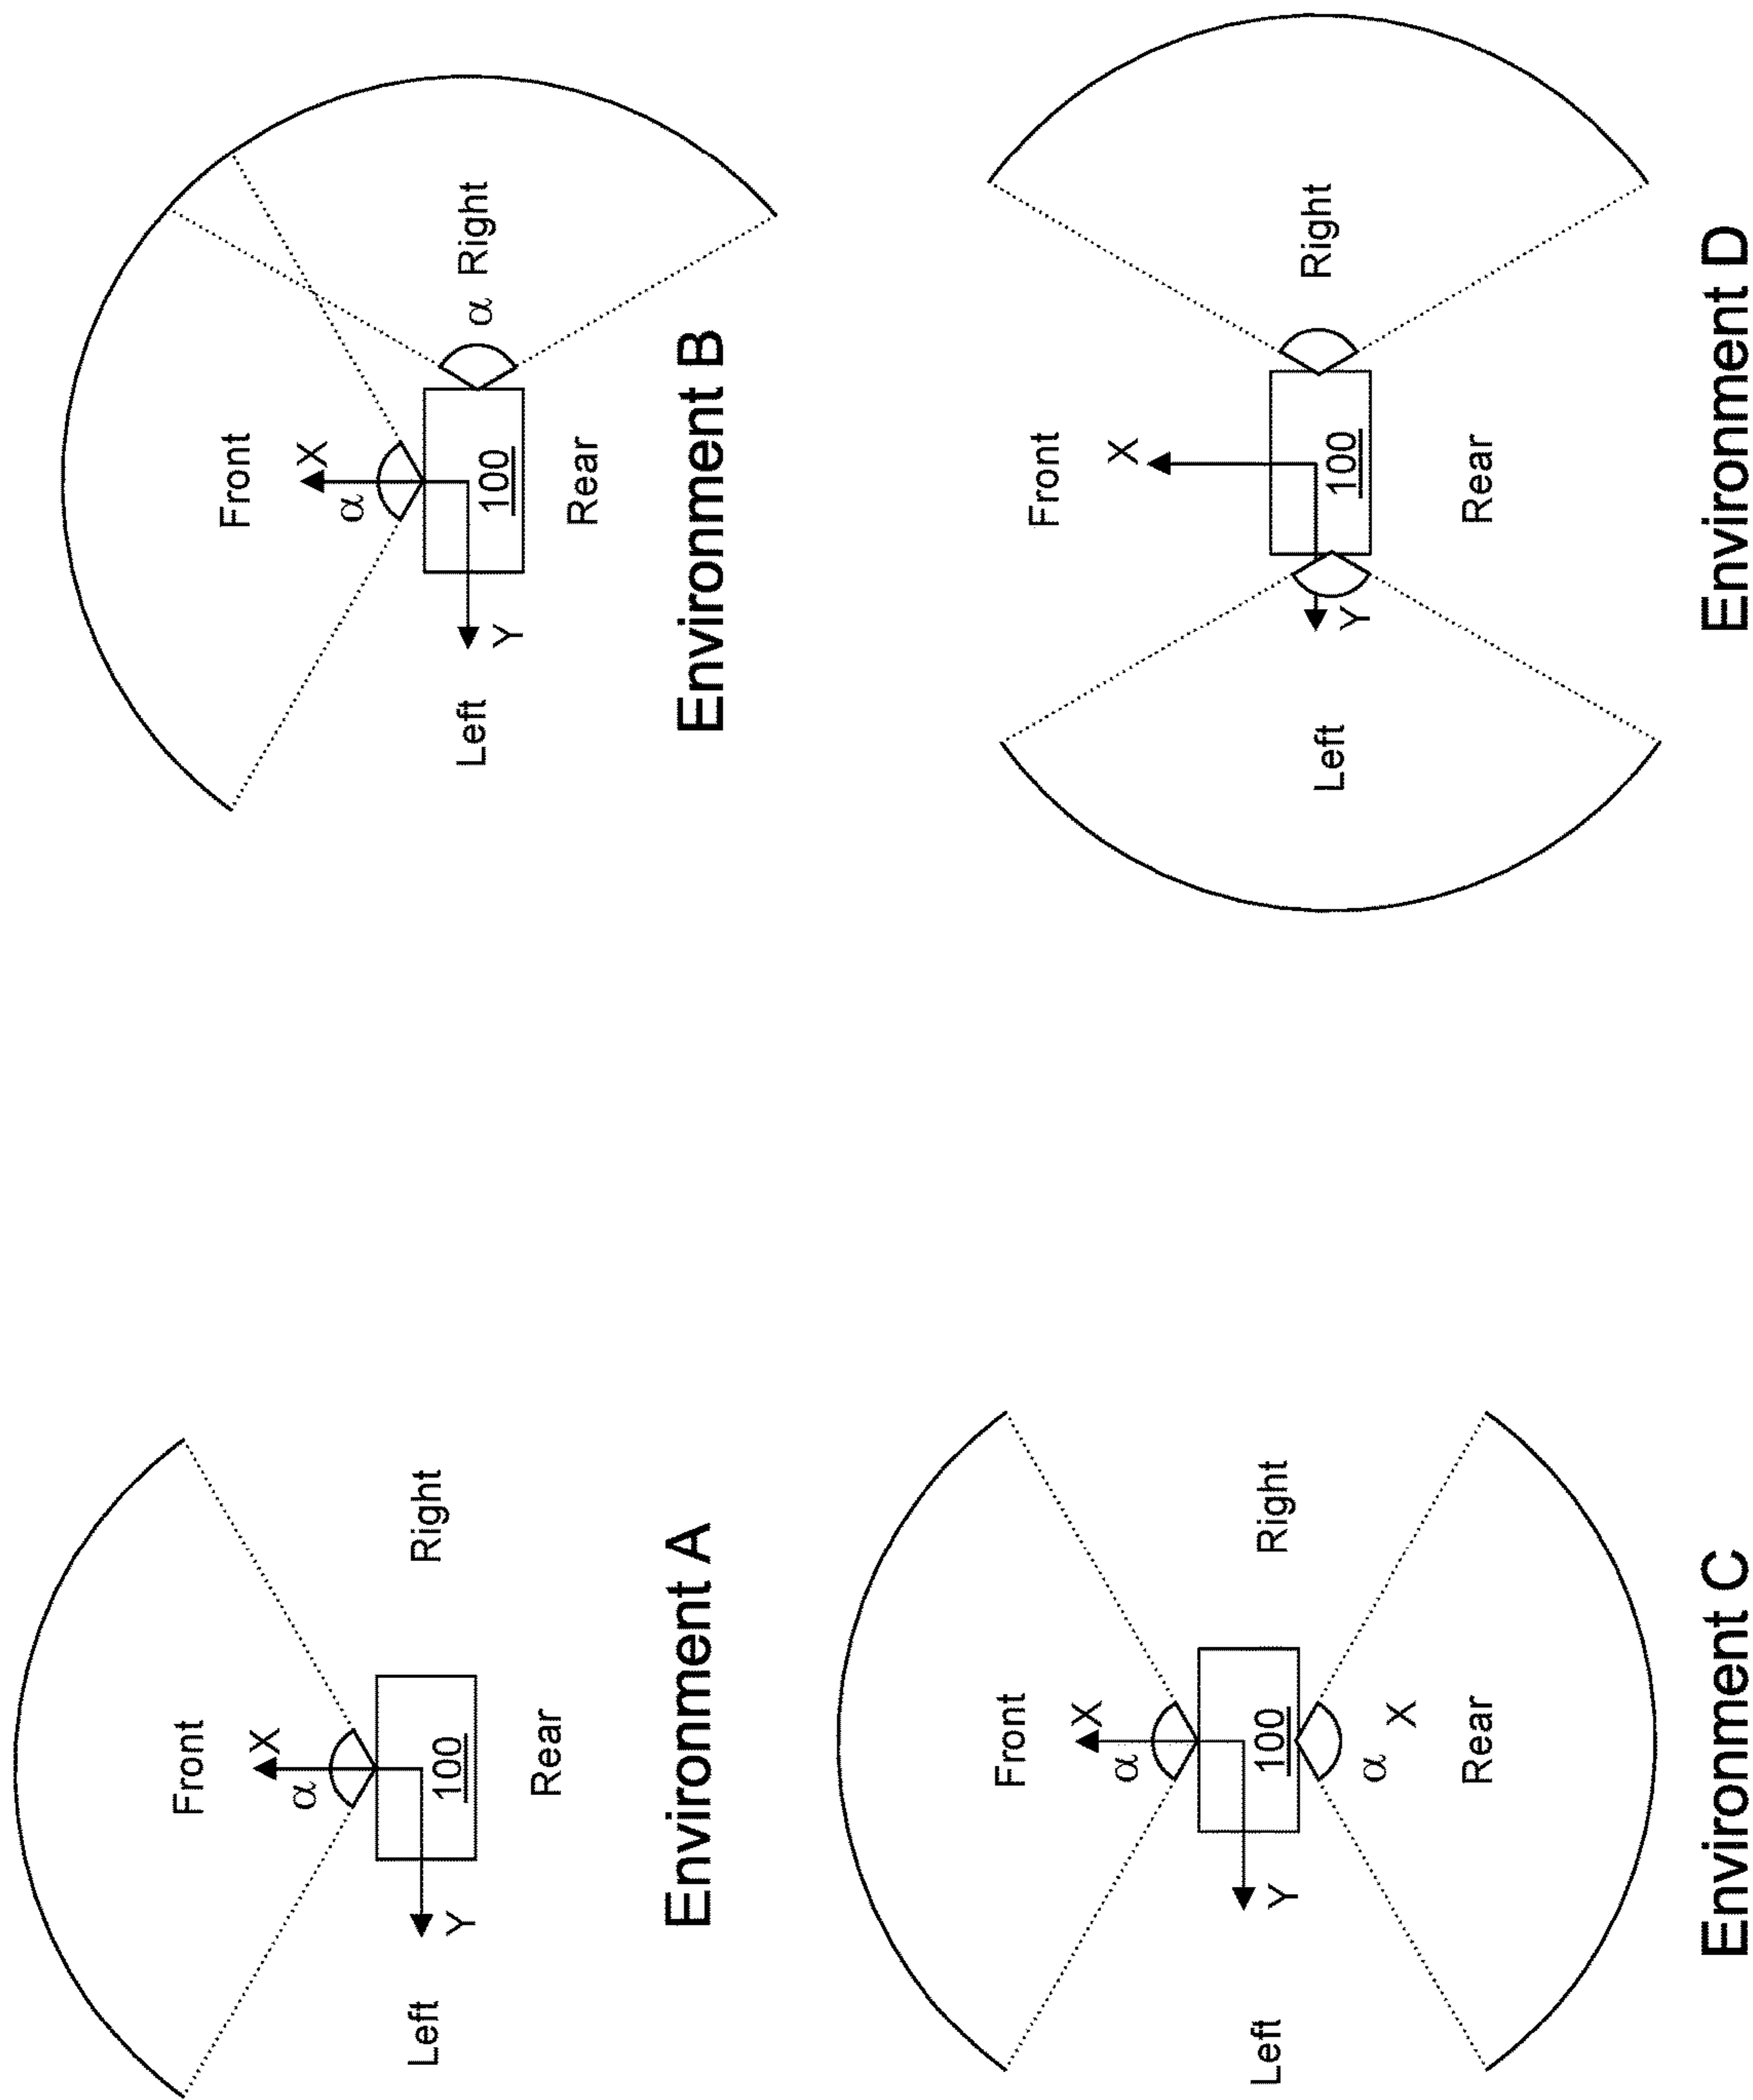 Front
X
α
Left
Y
100
Right
Rear
Environment A
Front
X
α
Left
Y
100
α
Right
Rear
Environment B
Front
X
α
Left
Y
100
Right
α
X
Rear
Environment C
Front
X
Left
Y
100
Right
Rear
Environment D